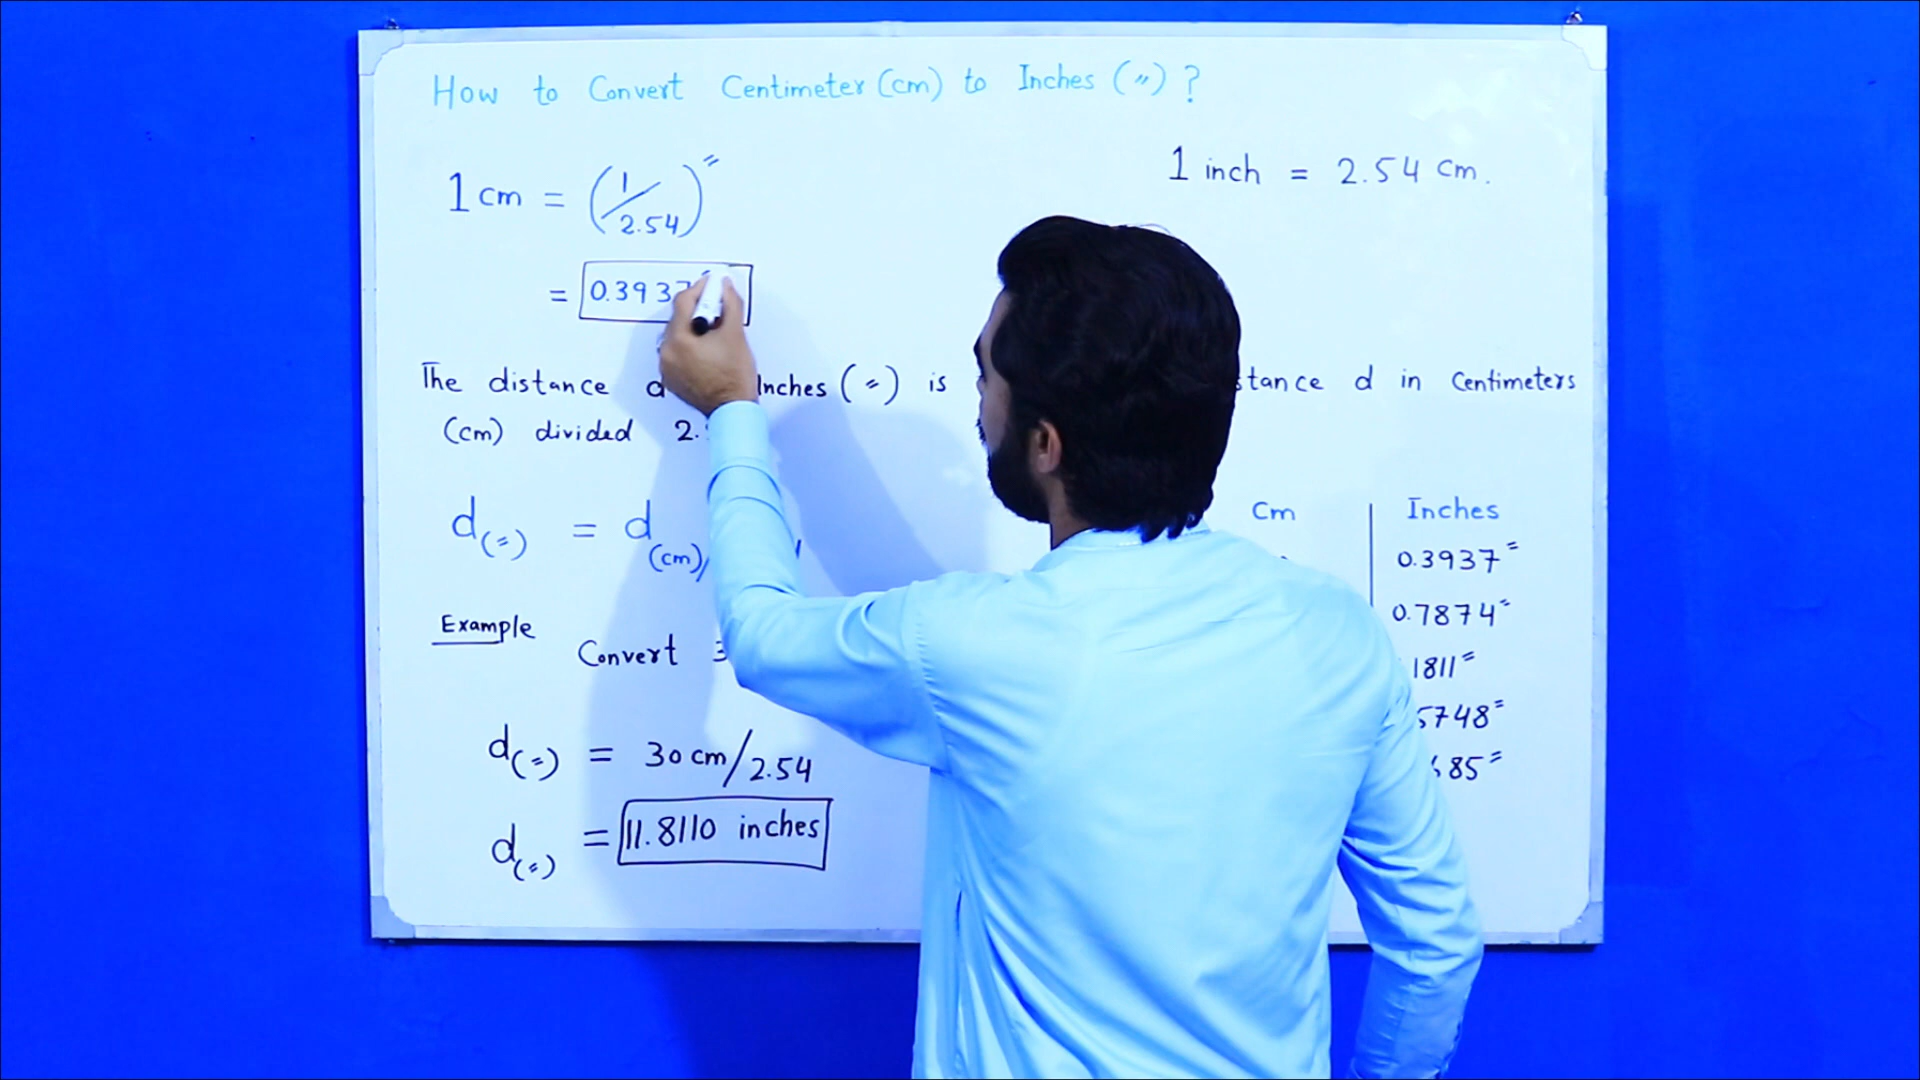 How to Convert Centimeter (cm) to Inches (") ?
1 cm = (1/2.54)"
1 inch = 2.54 cm.
= 0.3937
The distance d Inches (") is d in Centimeters
(cm) divided
d(") = d(cm)/
Cm | Inches
0.3937"
0.7874"
1811"
5748"
685"
Example
Convert
d(") = 30 cm/2.54
d(") = 11.8110 inches